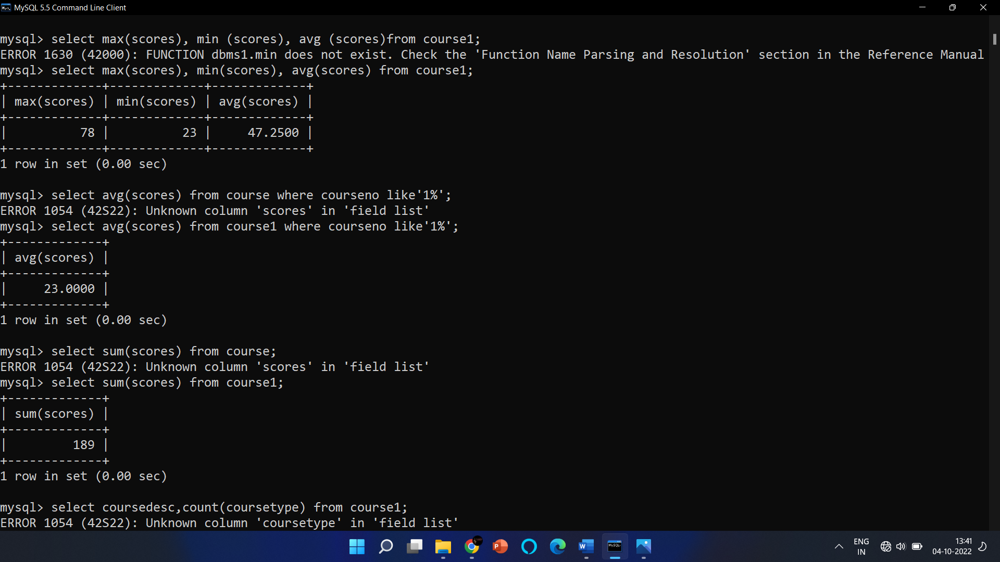 MySQL 5.5 Command Line Client
mysql> select max(scores), min (scores), avg (scores)from course1;
ERROR 1630 (42000): FUNCTION dbms1.min does not exist. Check the 'Function Name Parsing and Resolution' section in the Reference Manual
mysql> select max(scores), min(scores), avg(scores) from course1;
+-------------+-------------+-------------+
| max(scores) | min(scores) | avg(scores) |
+-------------+-------------+-------------+
|          78 |          23 |     47.2500 |
+-------------+-------------+-------------+
1 row in set (0.00 sec)
mysql> select avg(scores) from course where courseno like'1%';
ERROR 1054 (42S22): Unknown column 'scores' in 'field list'
mysql> select avg(scores) from course1 where courseno like'1%';
+-------------+
| avg(scores) |
+-------------+
|     23.0000 |
+-------------+
1 row in set (0.00 sec)
mysql> select sum(scores) from course;
ERROR 1054 (42S22): Unknown column 'scores' in 'field list'
mysql> select sum(scores) from course1;
+-------------+
| sum(scores) |
+-------------+
|         189 |
+-------------+
1 row in set (0.00 sec)
mysql> select coursedesc,count(coursetype) from course1;
ERROR 1054 (42S22): Unknown column 'coursetype' in 'field list'
ENG
IN
13:41
04-10-2022